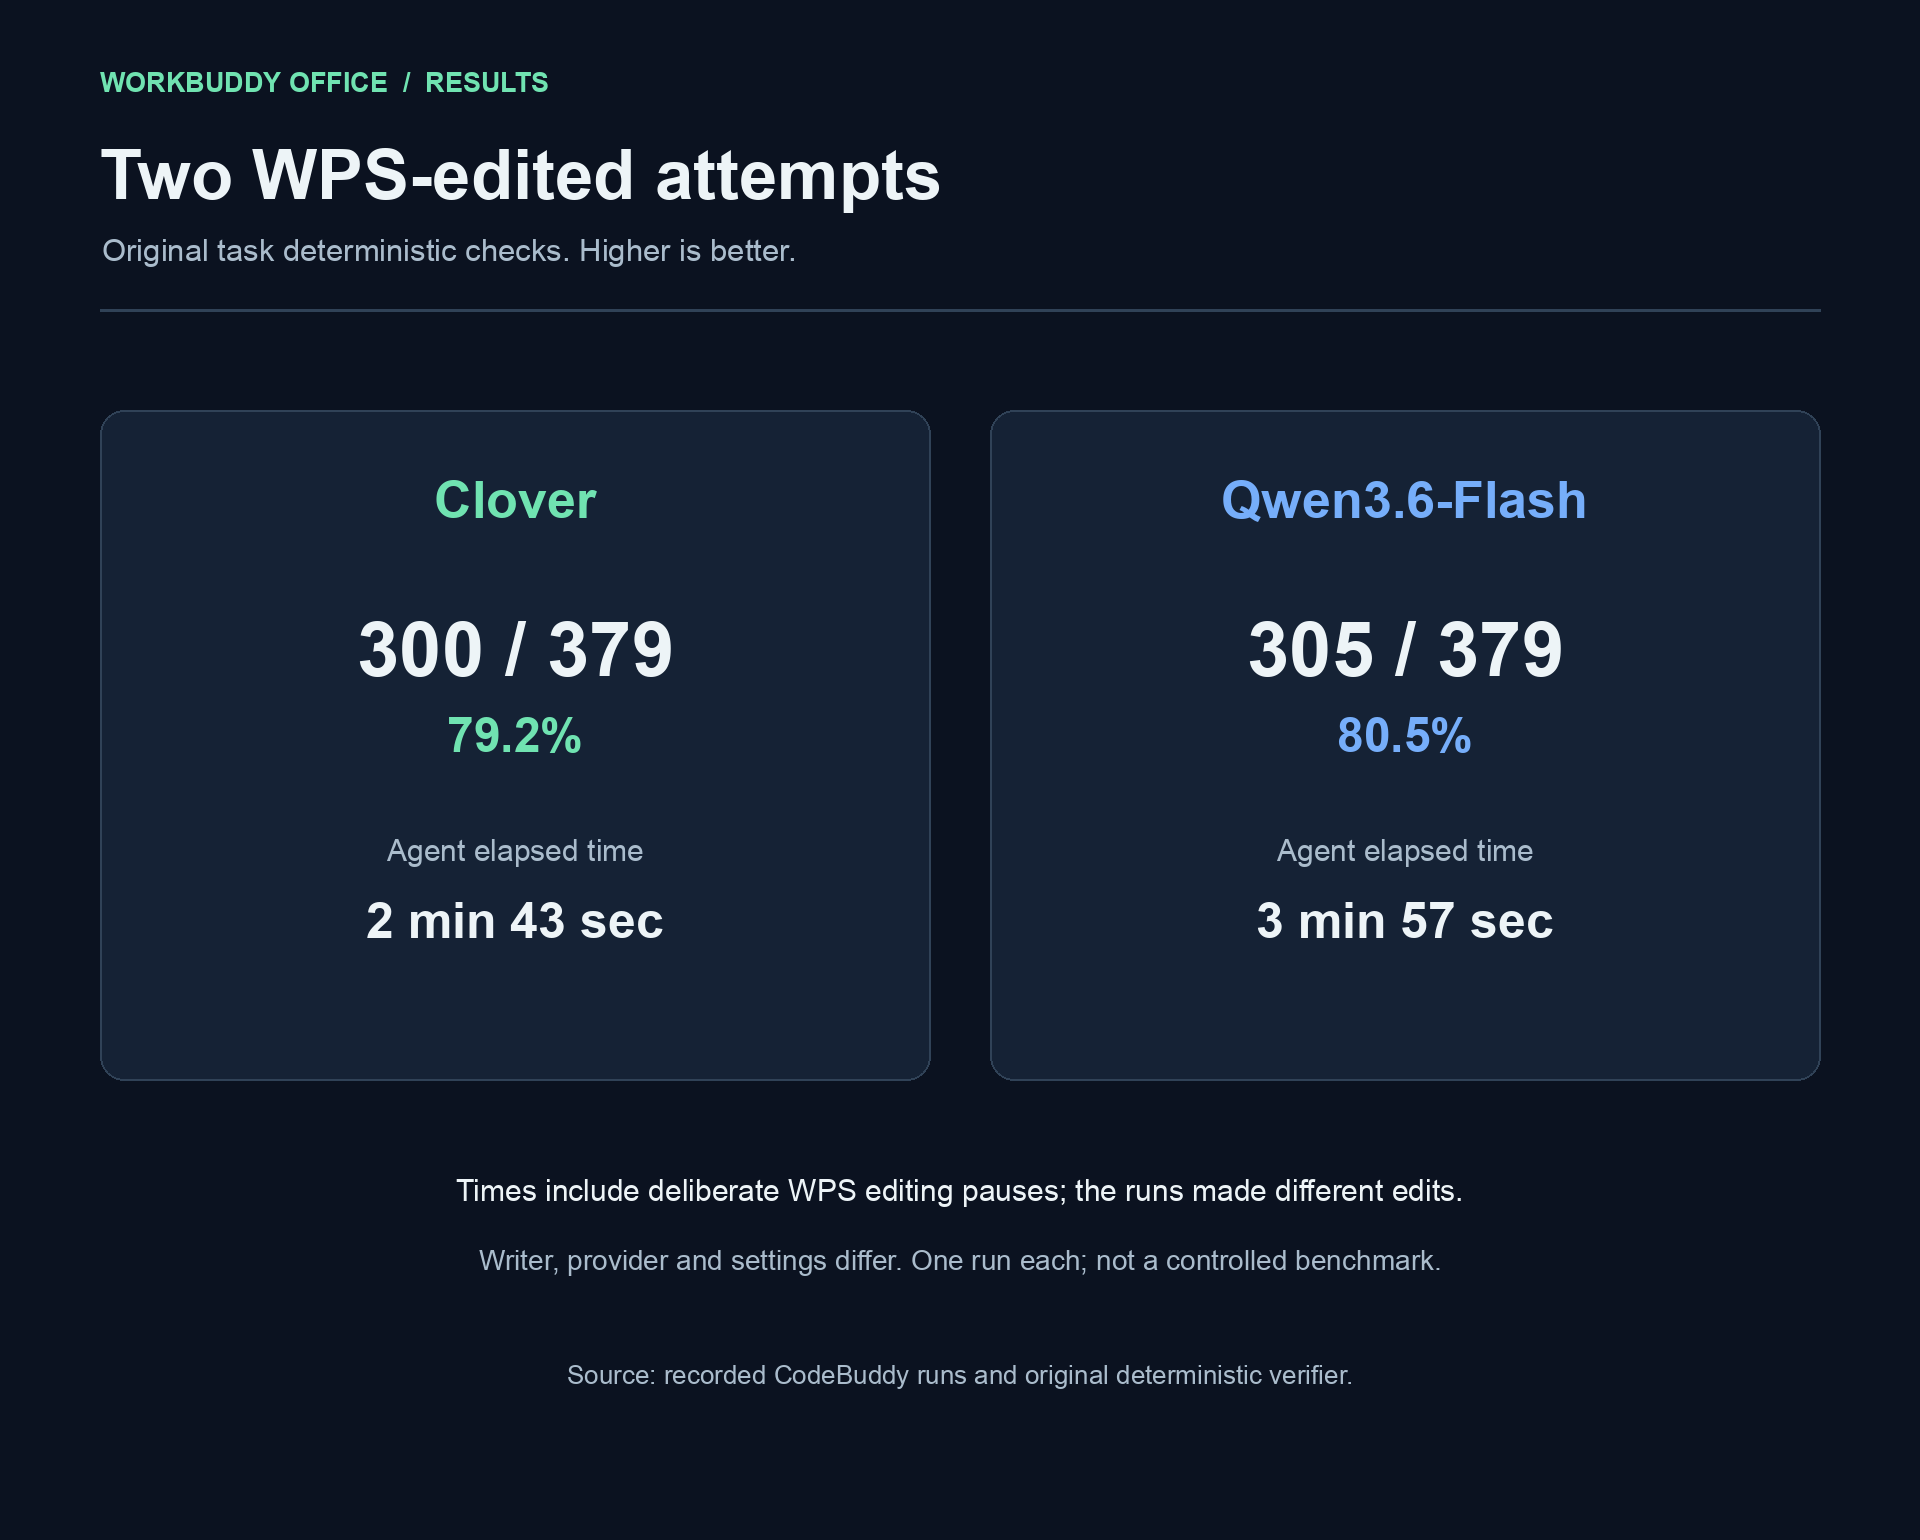 WORKBUDDY OFFICE / RESULTS
Two WPS-edited attempts
Original task deterministic checks. Higher is better.
Clover
300 / 379
79.2%
Agent elapsed time
2 min 43 sec
Qwen3.6-Flash
305 / 379
80.5%
Agent elapsed time
3 min 57 sec
Times include deliberate WPS editing pauses; the runs made different edits.
Writer, provider and settings differ. One run each; not a controlled benchmark.
Source: recorded CodeBuddy runs and original deterministic verifier.